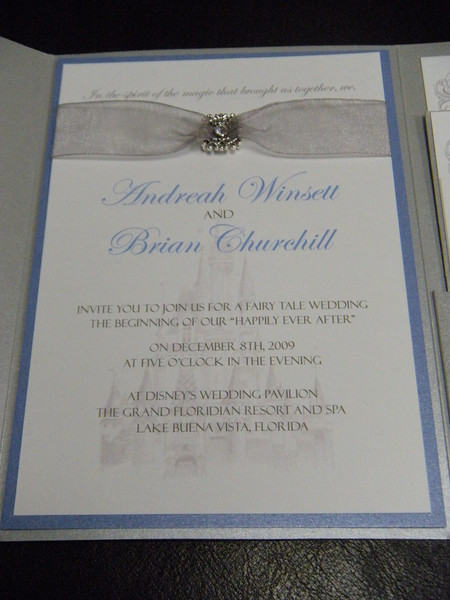 In the spirit of the magic that brought us together, we,
Andreah Winsett
AND
Brian Churchill
INVITE YOU TO JOIN US FOR A FAIRY TALE WEDDING
THE BEGINNING OF OUR “HAPPILY EVER AFTER”
ON DECEMBER 8TH, 2009
AT FIVE O’CLOCK IN THE EVENING
AT DISNEY’S WEDDING PAVILION
THE GRAND FLORIDIAN RESORT AND SPA
LAKE BUENA VISTA, FLORIDA